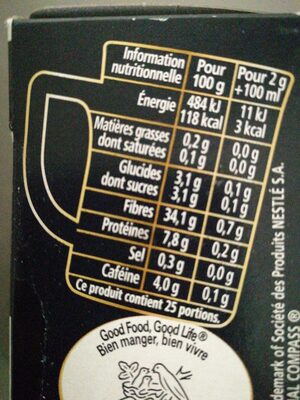 Information nutritionnelle Pour 100 g Pour 2 g +100 ml
Énergie 484 kJ 11 kJ
118 kcal 3 kcal
Matières grasses 0,2 g 0,0 g
dont saturées 0,1 g 0,0 g
Glucides 3,1 g 0,1 g
dont sucres 3,1 g 0,1 g
Fibres 34,1 g 0,7 g
Protéines 7,8 g 0,2 g
Sel 0,3 g 0,0 g
Caféine 4,0 g 0,1 g
Ce produit contient 25 portions.
Good Food, Good Life®
Bien manger, bien vivre
demark of Société des Produits NESTLÉ S.A.
AL COMPASS ®